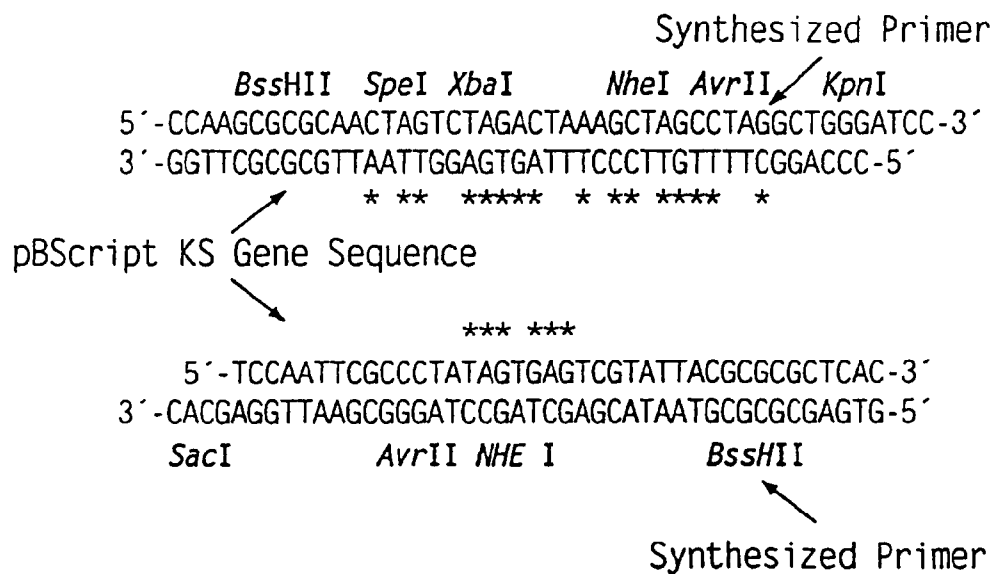 Synthesized Primer
BssHII SpeI XbaI NheI AvrII KpnI
5´-CCAAGCGCGCAACTAGTCTAGACTAAAGCTAGCCTAGGCTGGGATCC-3´
3´-GGTTCGCGCGTTAATTGGAGTGATTTCCCTTGTTTTCGGACCC-5´
* ** ***** * ** **** *
pBScript KS Gene Sequence
*** ***
5´-TCCAATTCGCCCTATAGTGAGTCGTATTACGCGCGCTCAC-3´
3´-CACGAGGTTAAGCGGGATCCGATCGAGCATAATGCGCGCGAGTG-5´
SacI AvrII NHE I BssHII
Synthesized Primer